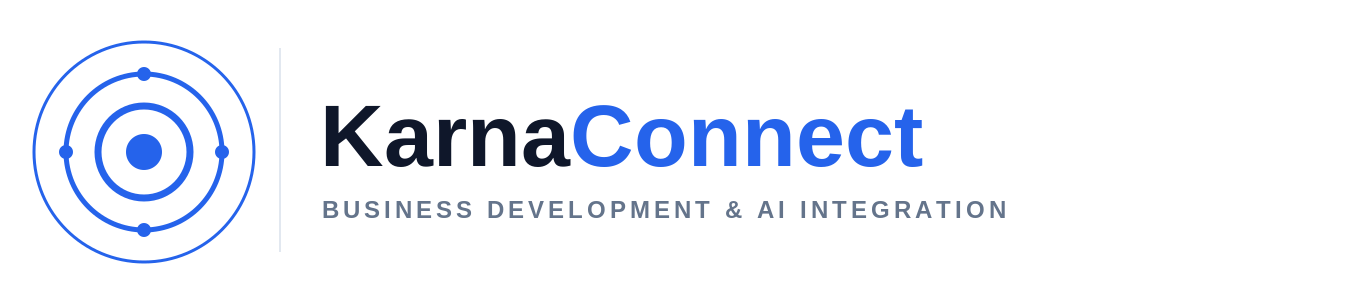 KarnaConnect
BUSINESS DEVELOPMENT & AI INTEGRATION